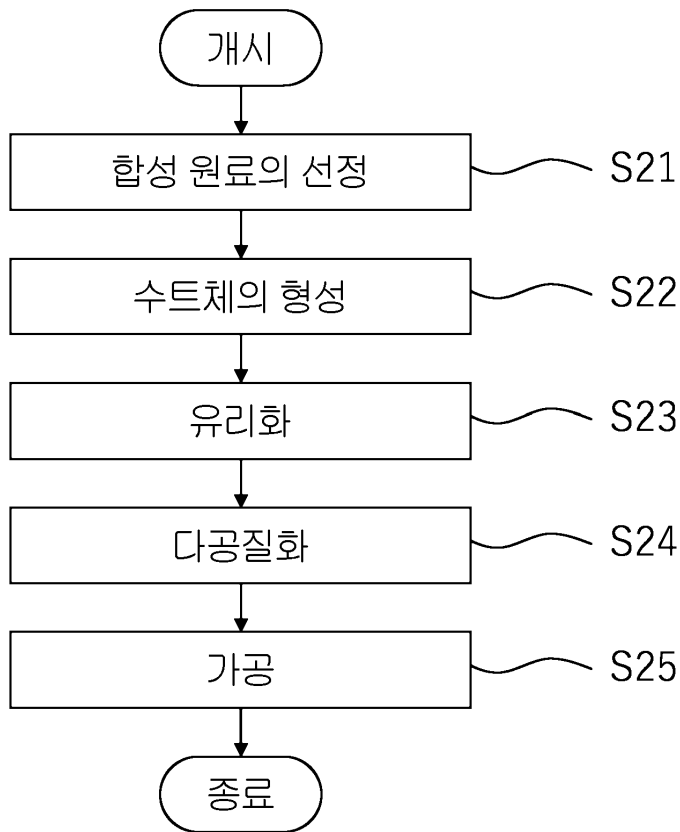 개시
합성 원료의 선정 S21
수트체의 형성 S22
유리화 S23
다공질화 S24
가공 S25
종료